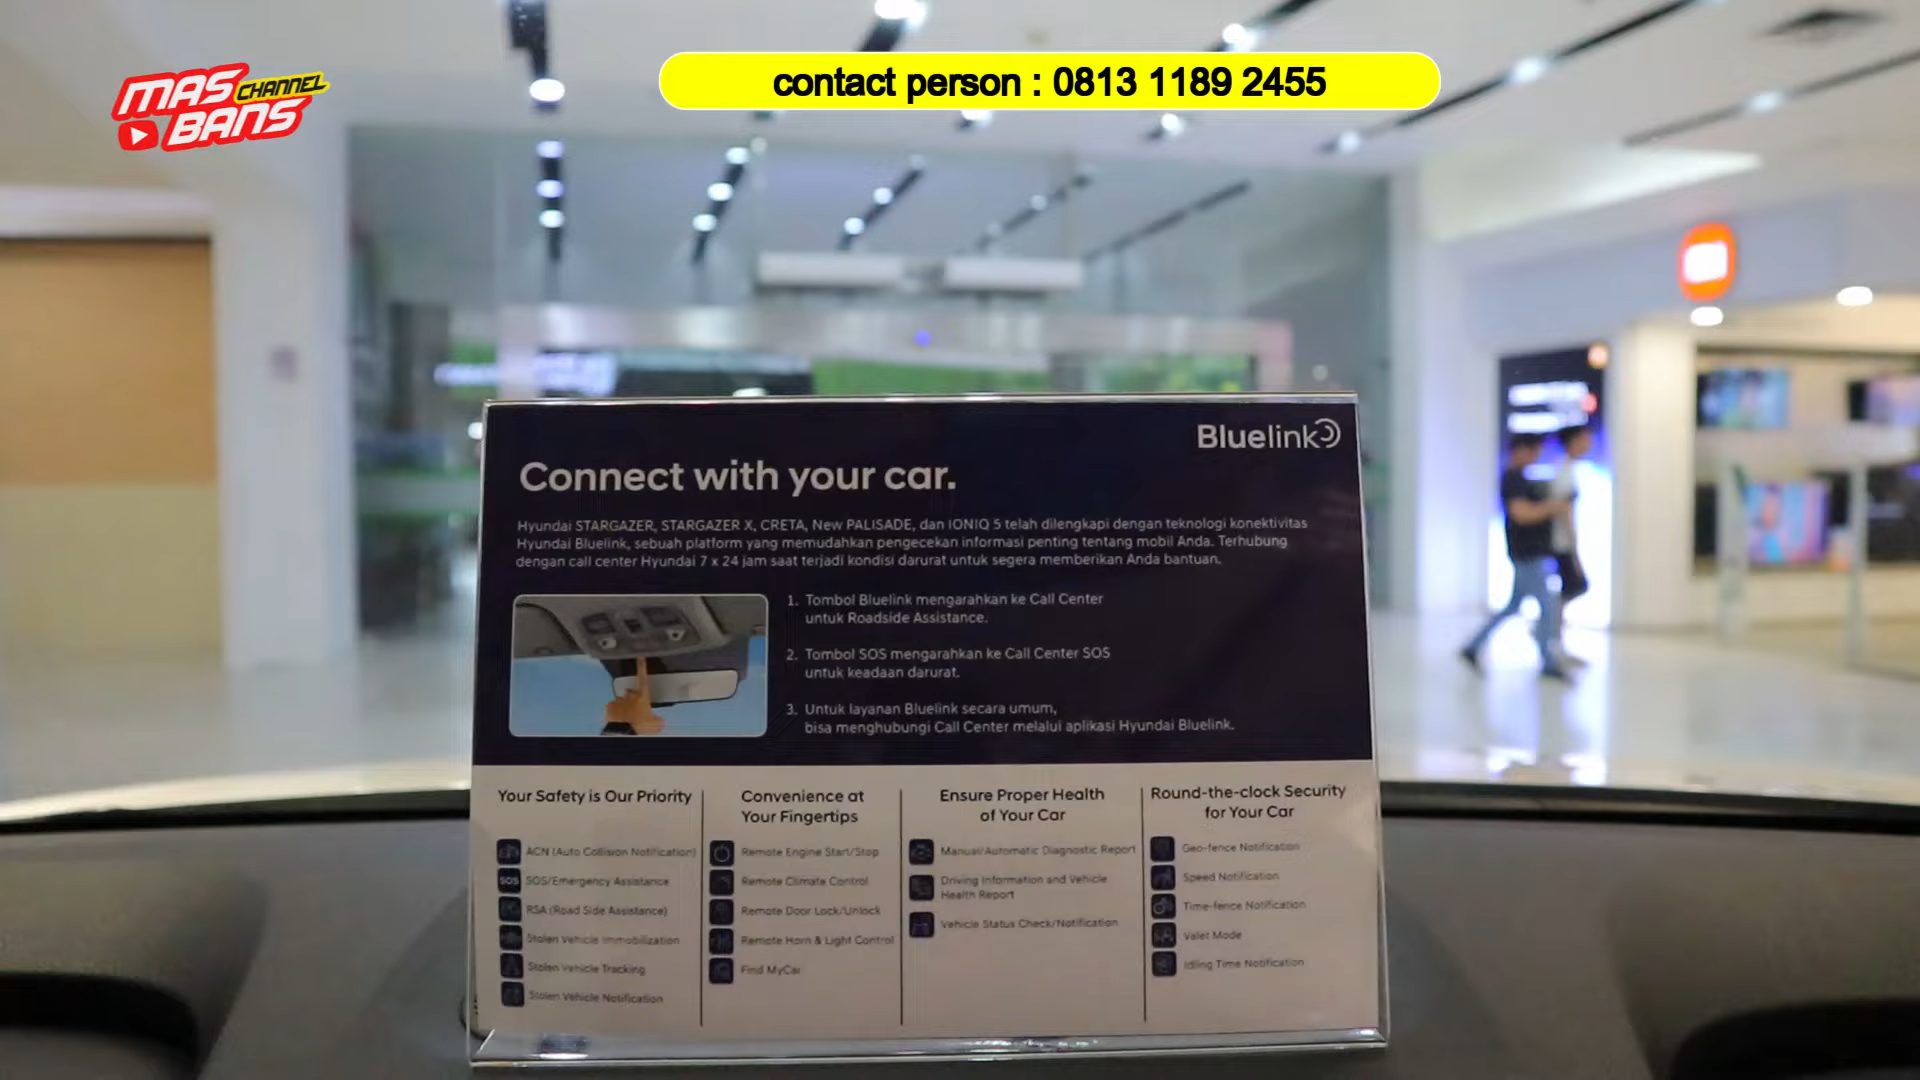 MAS CHANNEL
BANS
contact person : 0813 1189 2455
Bluelink
Connect with your car.
Hyundai STARGAZER, STARGAZER X, CRETA, New PALISADE, dan IONIQ 5 telah dilengkapi dengan teknologi konektivitas
Hyundai Bluelink, sebuah platform yang memudahkan pengecekan informasi penting tentang mobil Anda. Terhubung
dengan call center Hyundai 7 x 24 jam saat terjadi kondisi darurat untuk segera memberikan Anda bantuan.
1. Tombol Bluelink mengarahkan ke Call Center
untuk Roadside Assistance.
2. Tombol SOS mengarahkan ke Call Center SOS
untuk keadaan darurat.
3. Untuk layanan Bluelink secara umum,
bisa menghubungi Call Center melalui aplikasi Hyundai Bluelink.
Your Safety is Our Priority
ACN (Auto Collision Notification)
SOS SOS/Emergency Assistance
RSA (Road Side Assistance)
Stolen Vehicle Immobilization
Stolen Vehicle Tracking
Stolen Vehicle Notification
Convenience at
Your Fingertips
Remote Engine Start/Stop
Remote Climate Control
Remote Door Lock/Unlock
Remote Horn & Light Control
Find MyCar
Ensure Proper Health
of Your Car
Manual/Automatic Diagnostic Report
Driving Information and Vehicle
Health Report
Vehicle Status Check/Notification
Round-the-clock Security
for Your Car
Geo-fence Notification
Speed Notification
Time-fence Notification
Valet Mode
Idling Time Notification